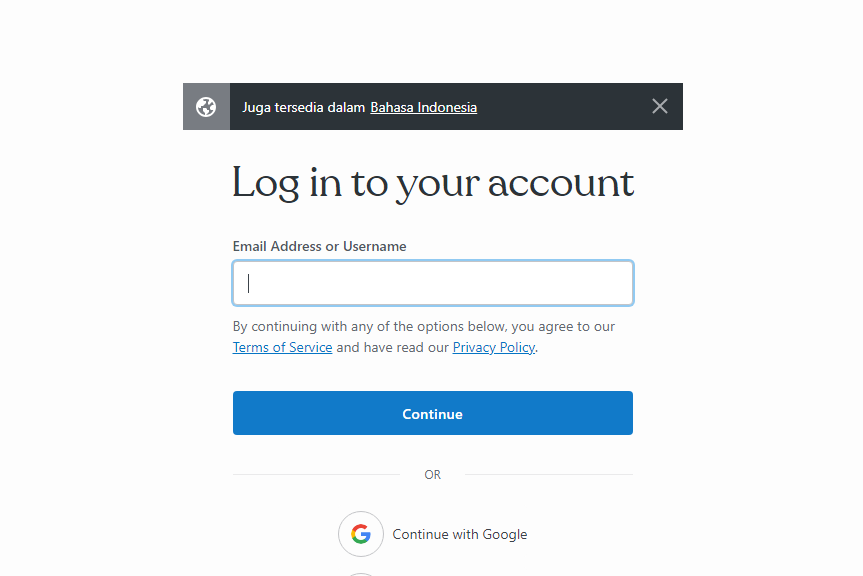 Juga tersedia dalam Bahasa Indonesia
Log in to your account
Email Address or Username
By continuing with any of the options below, you agree to our
Terms of Service and have read our Privacy Policy.
Continue
OR
Continue with Google